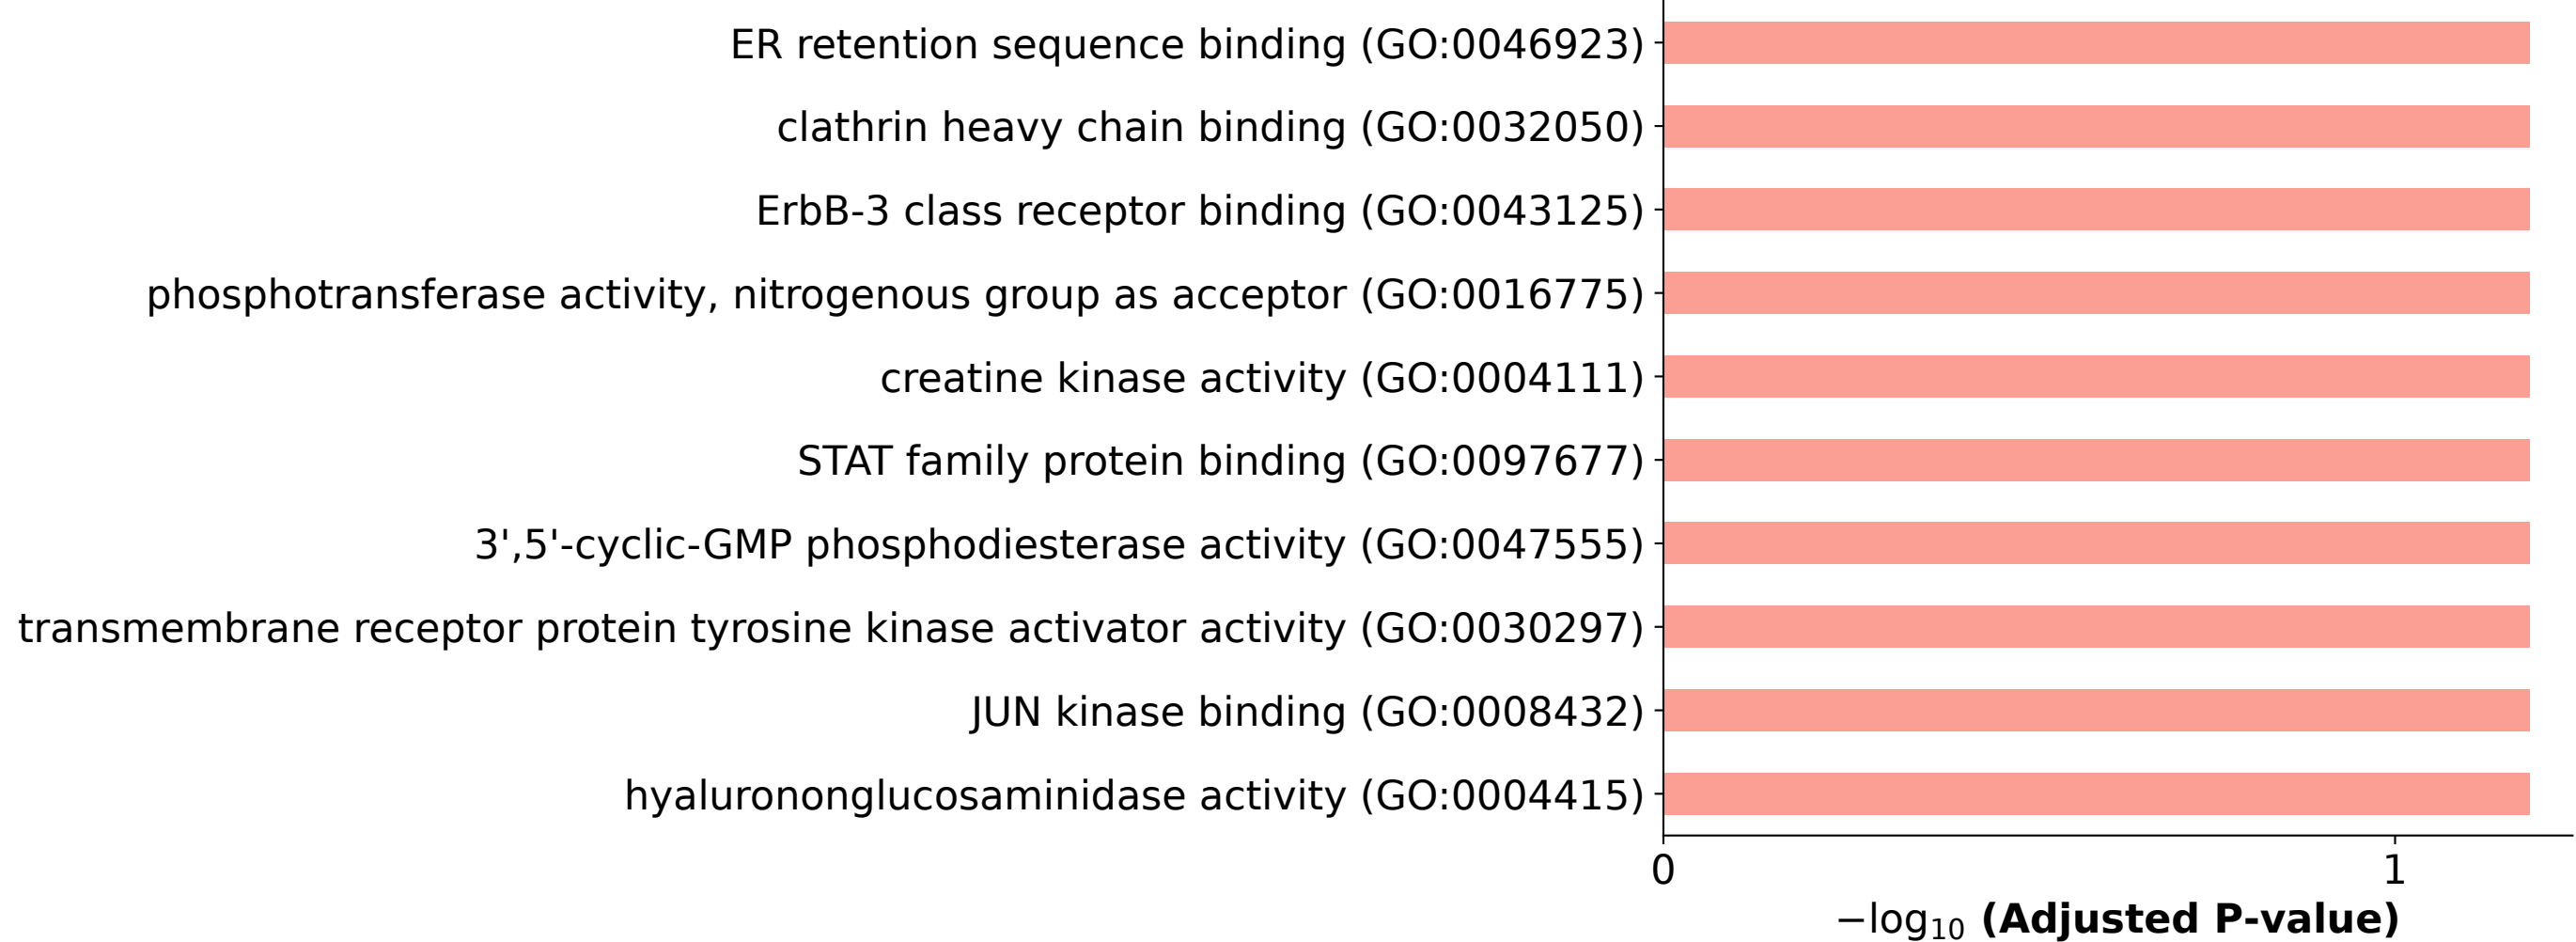 ER retention sequence binding (GO:0046923)
clathrin heavy chain binding (GO:0032050)
ErbB-3 class receptor binding (GO:0043125)
phosphotransferase activity, nitrogenous group as acceptor (GO:0016775)
creatine kinase activity (GO:0004111)
STAT family protein binding (GO:0097677)
3',5'-cyclic-GMP phosphodiesterase activity (GO:0047555)
transmembrane receptor protein tyrosine kinase activator activity (GO:0030297)
JUN kinase binding (GO:0008432)
hyalurononglucosaminidase activity (GO:0004415)
0 1
−log₁₀ (Adjusted P-value)